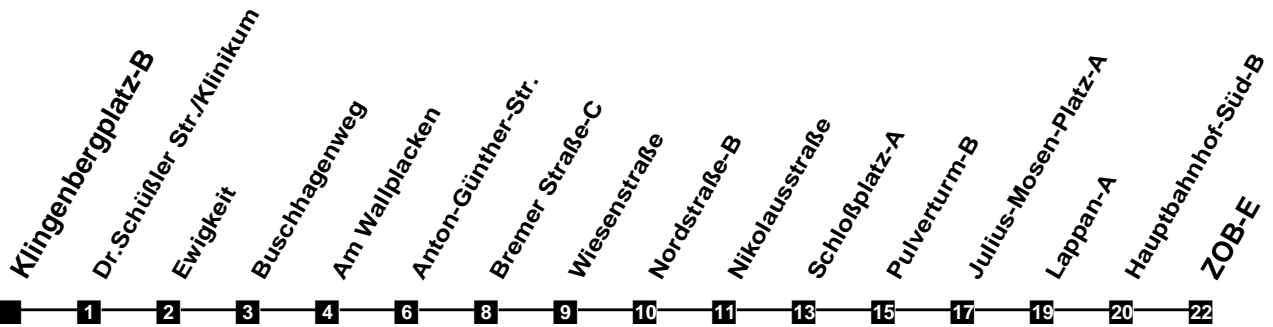 Klingenbergplatz-B
Dr.Schüßler Str./Klinikum
Ewigkeit
Buschhagenweg
Am Wallplacken
Anton-Günther-Str.
Bremer Straße-C
Wiesenstraße
Nordstraße-B
Nikolausstraße
Schloßplatz-A
Pulverturm-B
Julius-Mosen-Platz-A
Lappan-A
Hauptbahnhof-Süd-B
ZOB-E
1 2 3 4 6 8 9 10 11 13 15 17 19 20 22